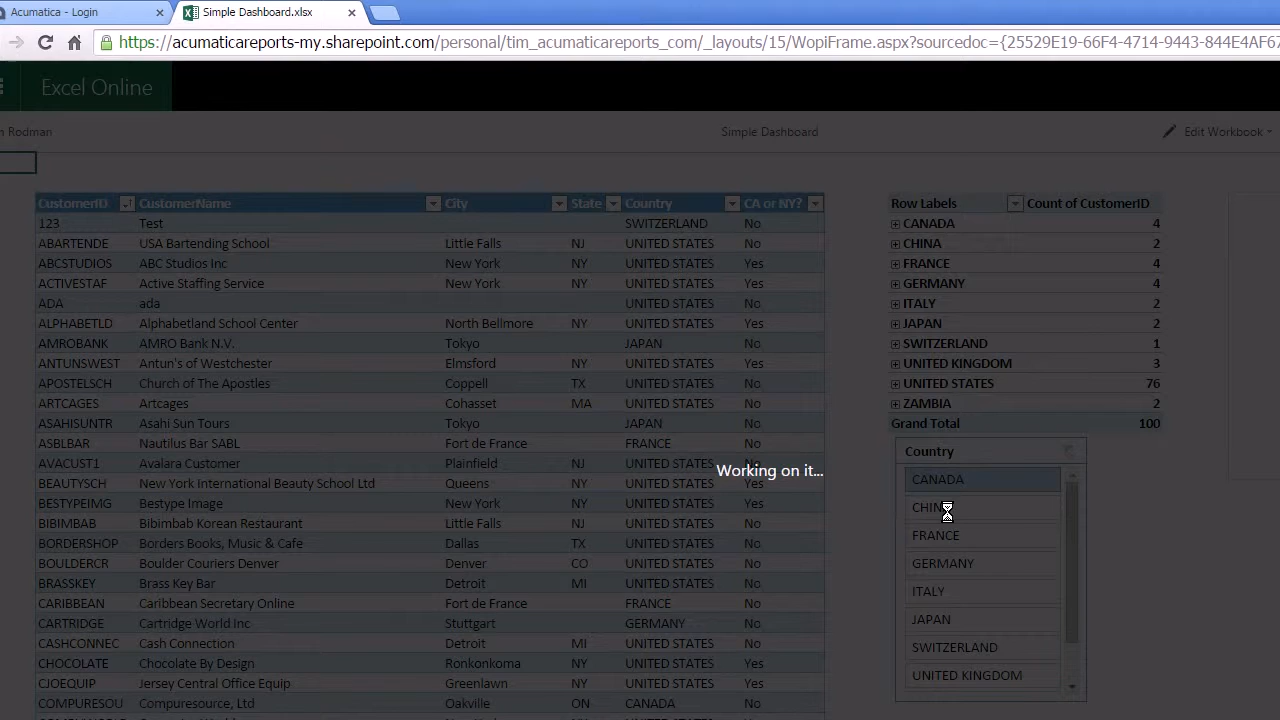 Acumatica - Login × Simple Dashboard.xlsx ×
https://acumaticareports-my.sharepoint.com/personal/tim_acumaticareports_com/_layouts/15/WopiFrame.aspx?sourcedoc={25529E19-66F4-4714-9443-844E4AF67
Excel Online
Rodman Simple Dashboard Edit Workbook
CustomerID CustomerName City State Country CA or NY?
123 Test SWITZERLAND No
ABARTENDE USA Bartending School Little Falls NJ UNITED STATES No
ABCSTUDIOS ABC Studios Inc New York NY UNITED STATES Yes
ACTIVESTAF Active Staffing Service New York NY UNITED STATES Yes
ADA ada UNITED STATES No
ALPHABETLD Alphabetland School Center North Bellmore NY UNITED STATES Yes
AMROBANK AMRO Bank N.V. Tokyo JAPAN No
ANTUNSWEST Antun's of Westchester Elmsford NY UNITED STATES Yes
APOSTELSCH Church of The Apostles Coppell TX UNITED STATES No
ARTCAGES Artcages Cohasset MA UNITED STATES No
ASAHISUNTR Asahi Sun Tours Tokyo JAPAN No
ASBLBAR Nautilus Bar SABL Fort de France FRANCE No
AVACUST1 Avalara Customer Plainfield NJ UNITED STATES No
BEAUTYSCH New York International Beauty School Ltd Queens NY UNITED STATES Yes
BESTYPEIMG Bestype Image New York NY UNITED STATES Yes
BIBIMBAB Bibimbab Korean Restaurant Little Falls NJ UNITED STATES No
BORDERSHOP Borders Books, Music & Cafe Dallas TX UNITED STATES No
BOULDERCR Boulder Couriers Denver Denver CO UNITED STATES No
BRASSKEY Brass Key Bar Detroit MI UNITED STATES No
CARIBBEAN Caribbean Secretary Online Fort de France FRANCE No
CARTRIDGE Cartridge World Inc Stuttgart GERMANY No
CASHCONNEC Cash Connection Detroit MI UNITED STATES No
CHOCOLATE Chocolate By Design Ronkonkoma NY UNITED STATES Yes
CJOEQUIP Jersey Central Office Equip Greenlawn NY UNITED STATES Yes
COMPURESOU Compuresource, Ltd Oakville ON CANADA No
Working on it...
Row Labels Count of CustomerID
CANADA 4
CHINA 2
FRANCE 4
GERMANY 4
ITALY 2
JAPAN 2
SWITZERLAND 1
UNITED KINGDOM 3
UNITED STATES 76
ZAMBIA 2
Grand Total 100
Country
CANADA
CHINA
FRANCE
GERMANY
ITALY
JAPAN
SWITZERLAND
UNITED KINGDOM